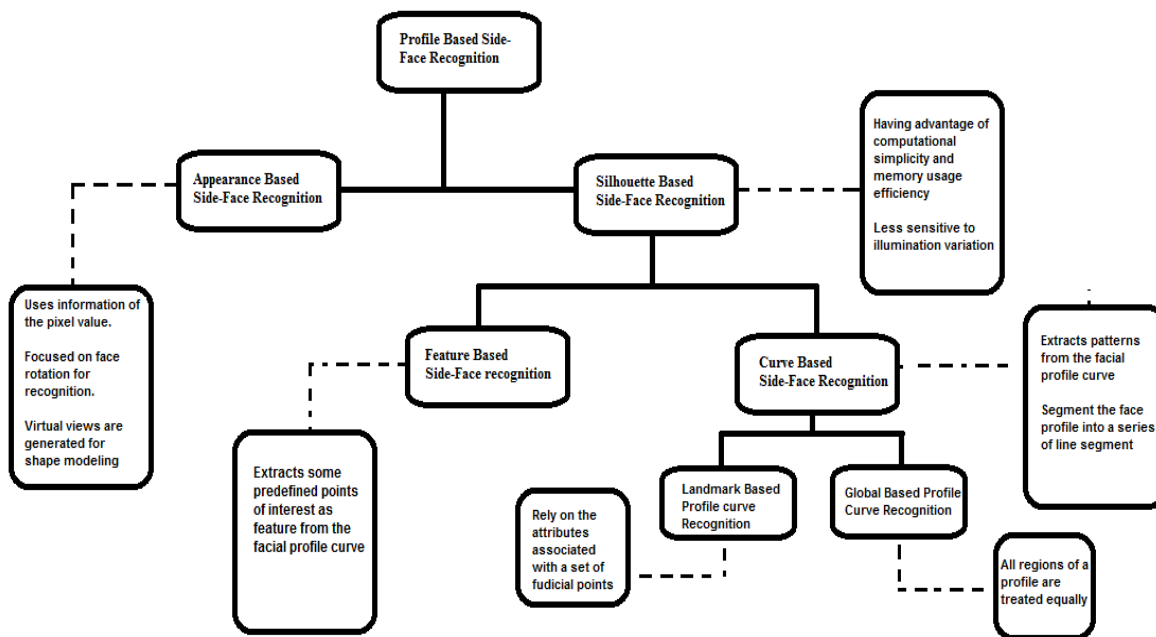 Profile Based Side-
Face Recognition
Appearance Based
Side-Face Recognition
Silhouette Based
Side-Face Recognition
Having advantage of
computational
simplicity and
memory usage
efficiency
Less sensitive to
illumination variation
Uses information of
the pixel value.
Focused on face
rotation for
recognition.
Virtual views are
generated for
shape modeling
Feature Based
Side-Face recognition
Curve Based
Side-Face Recognition
Extracts patterns
from the facial
profile curve
Segment the face
profile into a series
of line segment
Extracts some
predefined points
of interest as
feature from the
facial profile curve
Landmark Based
Profile curve
Recognition
Global Based Profile
Curve Recognition
Rely on the
attributes
associated
with a set of
fudicial points
All regions of a
profile are
treated equally